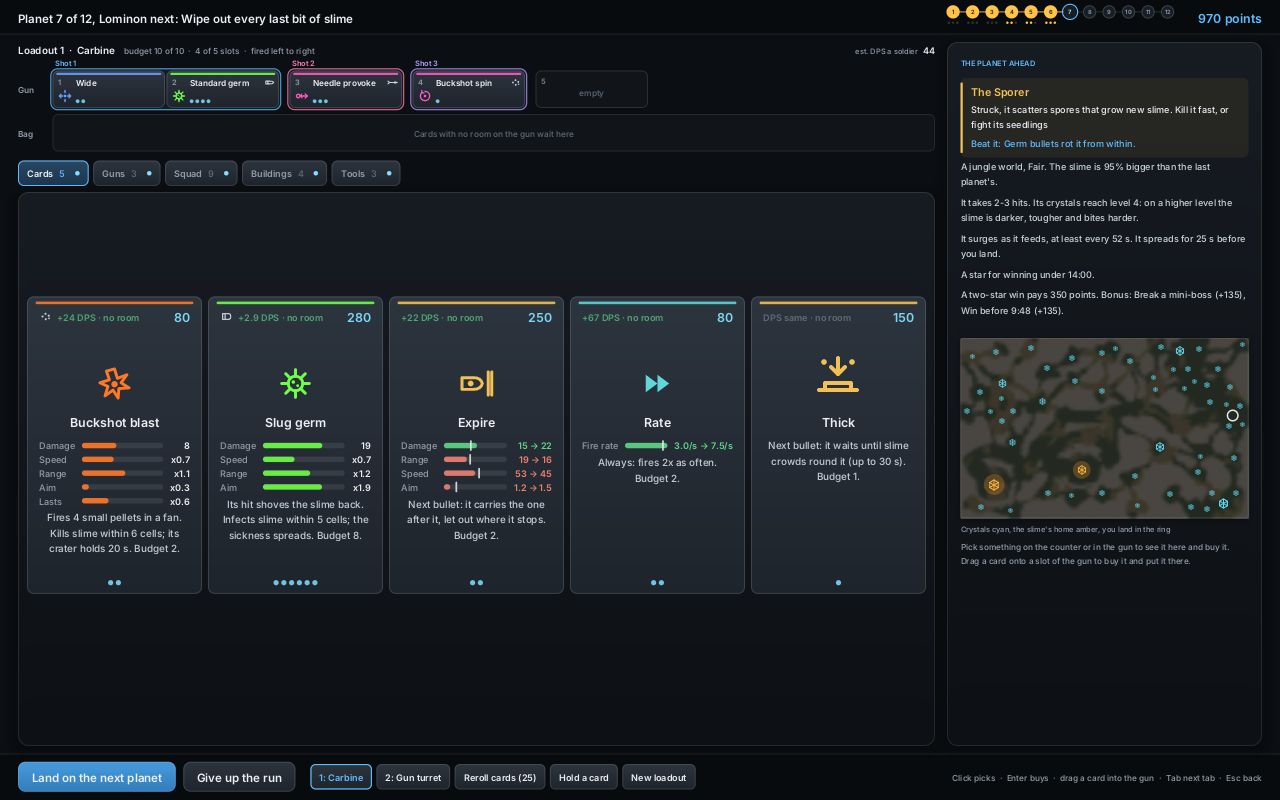 Planet 7 of 12, Lominon next: Wipe out every last bit of slime
1 2 3 4 5 6 7 8 9 10 11 12
970 points
Loadout 1 · Carbine budget 10 of 10 · 4 of 5 slots · fired left to right
est. DPS a soldier 44
Shot 1 Shot 2 Shot 3
Gun
1 Wide
2 Standard germ
3 Needle provoke
4 Buckshot spin
5 empty
Bag
Cards with no room on the gun wait here
Cards 5
Guns 3
Squad 9
Buildings 4
Tools 3
+24 DPS · no room 80
Buckshot blast
Damage 8
Speed x0.7
Range x1.1
Aim x0.3
Lasts x0.6
Fires 4 small pellets in a fan.
Kills slime within 6 cells; its
crater holds 20 s. Budget 2.
+2.9 DPS · no room 280
Slug germ
Damage 19
Speed x0.7
Range x1.2
Aim x1.9
Its hit shoves the slime back.
Infects slime within 5 cells; the
sickness spreads. Budget 8.
+22 DPS · no room 250
Expire
Damage 15 → 22
Range 19 → 16
Speed 53 → 45
Aim 1.2 → 1.5
Next bullet: it carries the one
after it, let out where it stops.
Budget 2.
+67 DPS · no room 80
Rate
Fire rate 3.0/s → 7.5/s
Always: fires 2x as often.
Budget 2.
DPS same · no room 150
Thick
Next bullet: it waits until slime
crowds round it (up to 30 s).
Budget 1.
THE PLANET AHEAD
The Sporer
Struck, it scatters spores that grow new slime. Kill it fast, or
fight its seedlings
Beat it: Germ bullets rot it from within.
A jungle world, Fair. The slime is 95% bigger than the last
planet's.
It takes 2-3 hits. Its crystals reach level 4: on a higher level the
slime is darker, tougher and bites harder.
It surges as it feeds, at least every 52 s. It spreads for 25 s before
you land.
A star for winning under 14:00.
A two-star win pays 350 points. Bonus: Break a mini-boss (+135),
Win before 9:48 (+135).
Crystals cyan, the slime's home amber, you land in the ring
Pick something on the counter or in the gun to see it here and buy it.
Drag a card onto a slot of the gun to buy it and put it there.
Land on the next planet
Give up the run
1: Carbine
2: Gun turret
Reroll cards (25)
Hold a card
New loadout
Click picks · Enter buys · drag a card into the gun · Tab next tab · Esc back